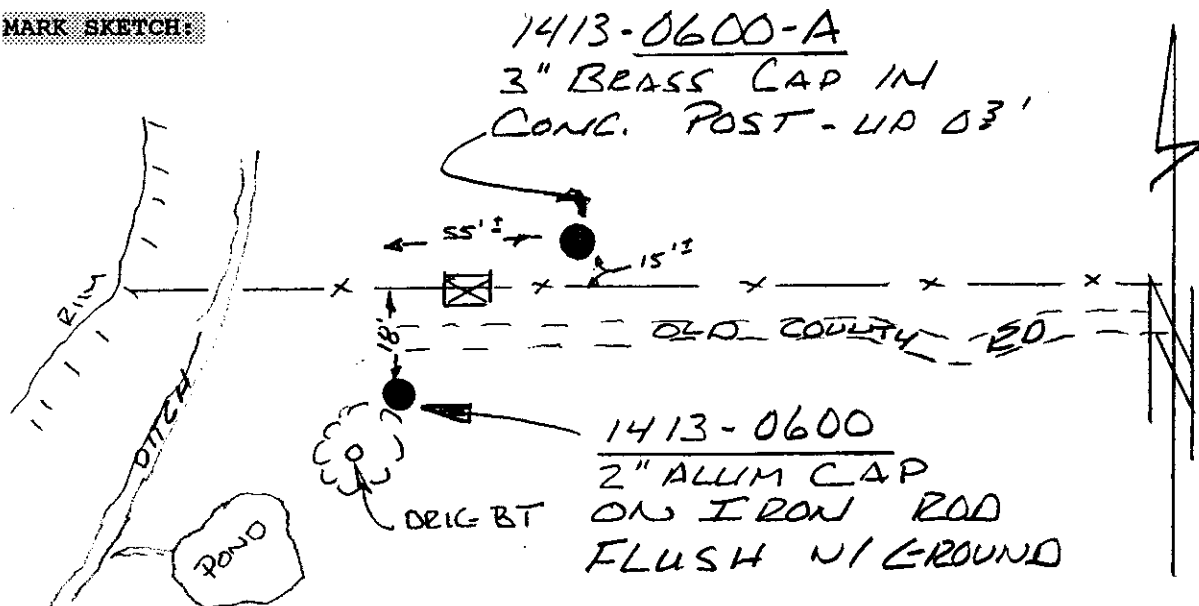 MARK SKETCH:
1413-0600-A
3" BRASS CAP IN
CONC. POST - UP 0.3'
55'±
15'±
RIM
OLD COUNTY RD
18'
DITCH
1413-0600
2" ALUM CAP
ORIG BT
ON IRON ROD
POND
FLUSH W/ GROUND